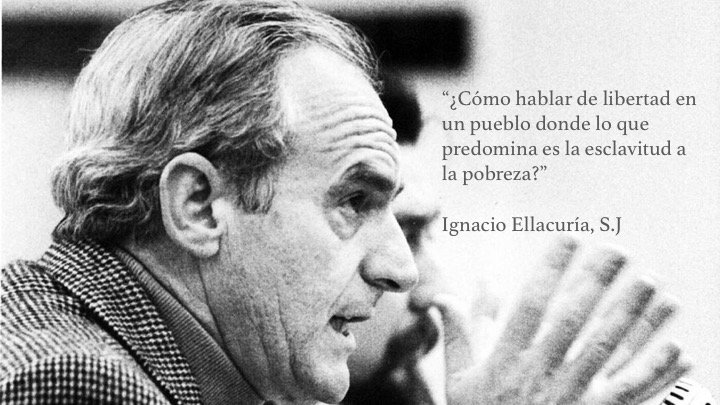 “¿Cómo hablar de libertad en
un pueblo donde lo que
predomina es la esclavitud a
la pobreza?”
Ignacio Ellacuría, S.J